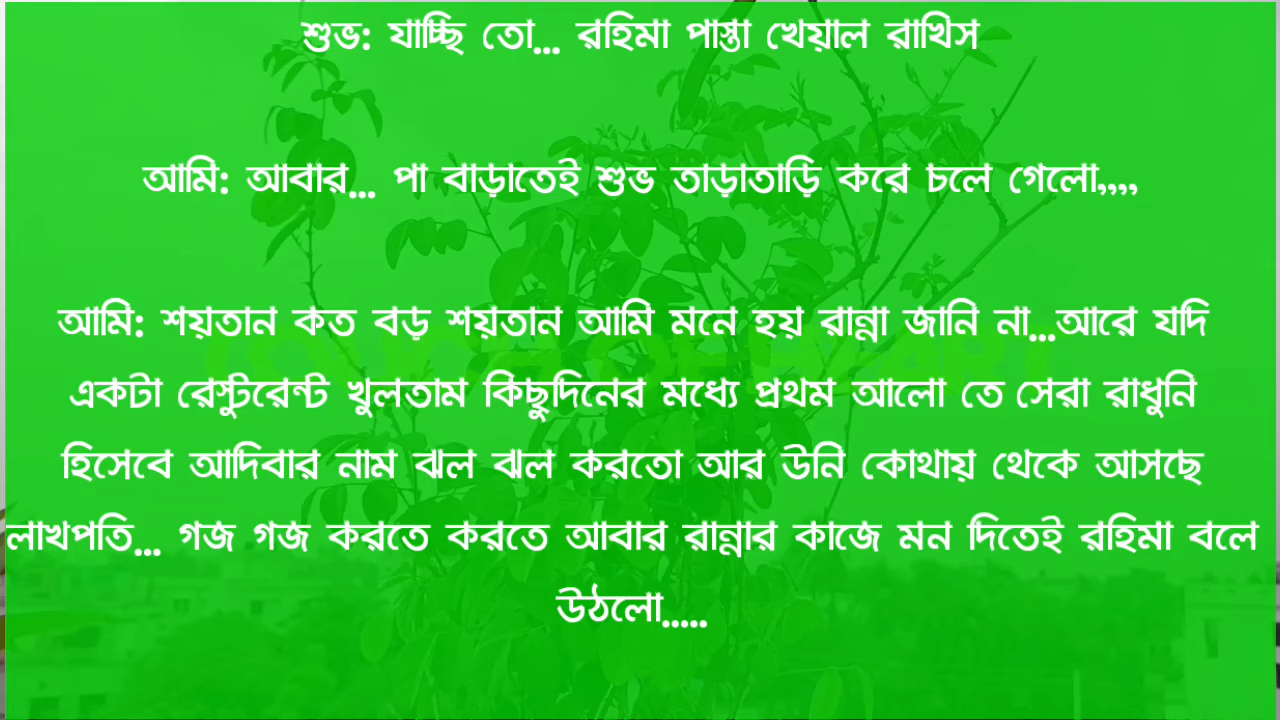 শুভ: যাচ্ছি তো... রহিমা পাস্তা খেয়াল রাখিস
আমি: আবার... পা বাড়াতেই শুভ তাড়াতাড়ি করে চলে গেলো,,,,
আমি: শয়তান কত বড় শয়তান আমি মনে হয় রান্না জানি না...আরে যদি
একটা রেস্টুরেন্ট খুলতাম কিছুদিনের মধ্যে প্রথম আলো তে সেরা রাধুনি
হিসেবে আদিবার নাম ঝল ঝল করতো আর উনি কোথায় থেকে আসছে
লাখপতি... গজ গজ করতে করতে আবার রান্নার কাজে মন দিতেই রহিমা বলে
উঠলো.....